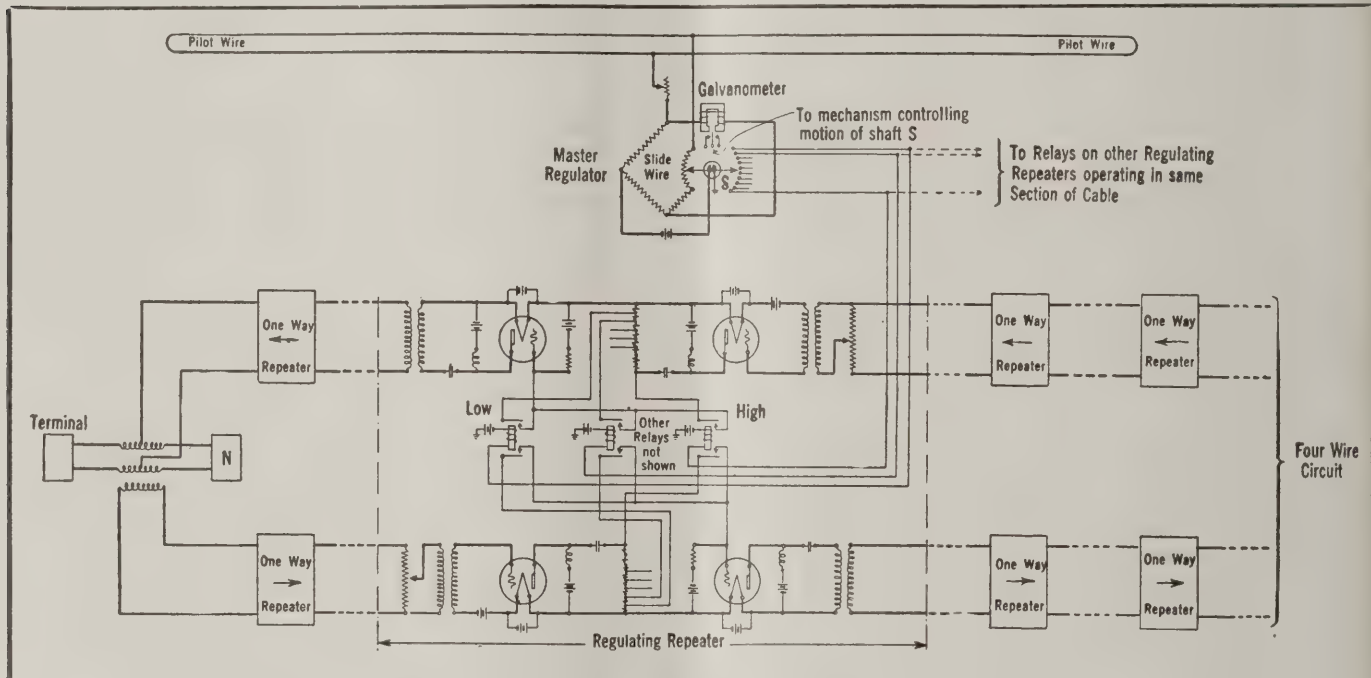 Pilot Wire
Pilot Wire
Galvanometer
To mechanism controlling
motion of shaft S
Master
Regulator
Slide
Wire
S
To Relays on other Regulating
Repeaters operating in same
Section of Cable
One Way
Repeater
One Way
Repeater
One Way
Repeater
Terminal
N
Low
High
Other
Relays
not
shown
Four Wire
Circuit
One Way
Repeater
One Way
Repeater
One Way
Repeater
Regulating Repeater